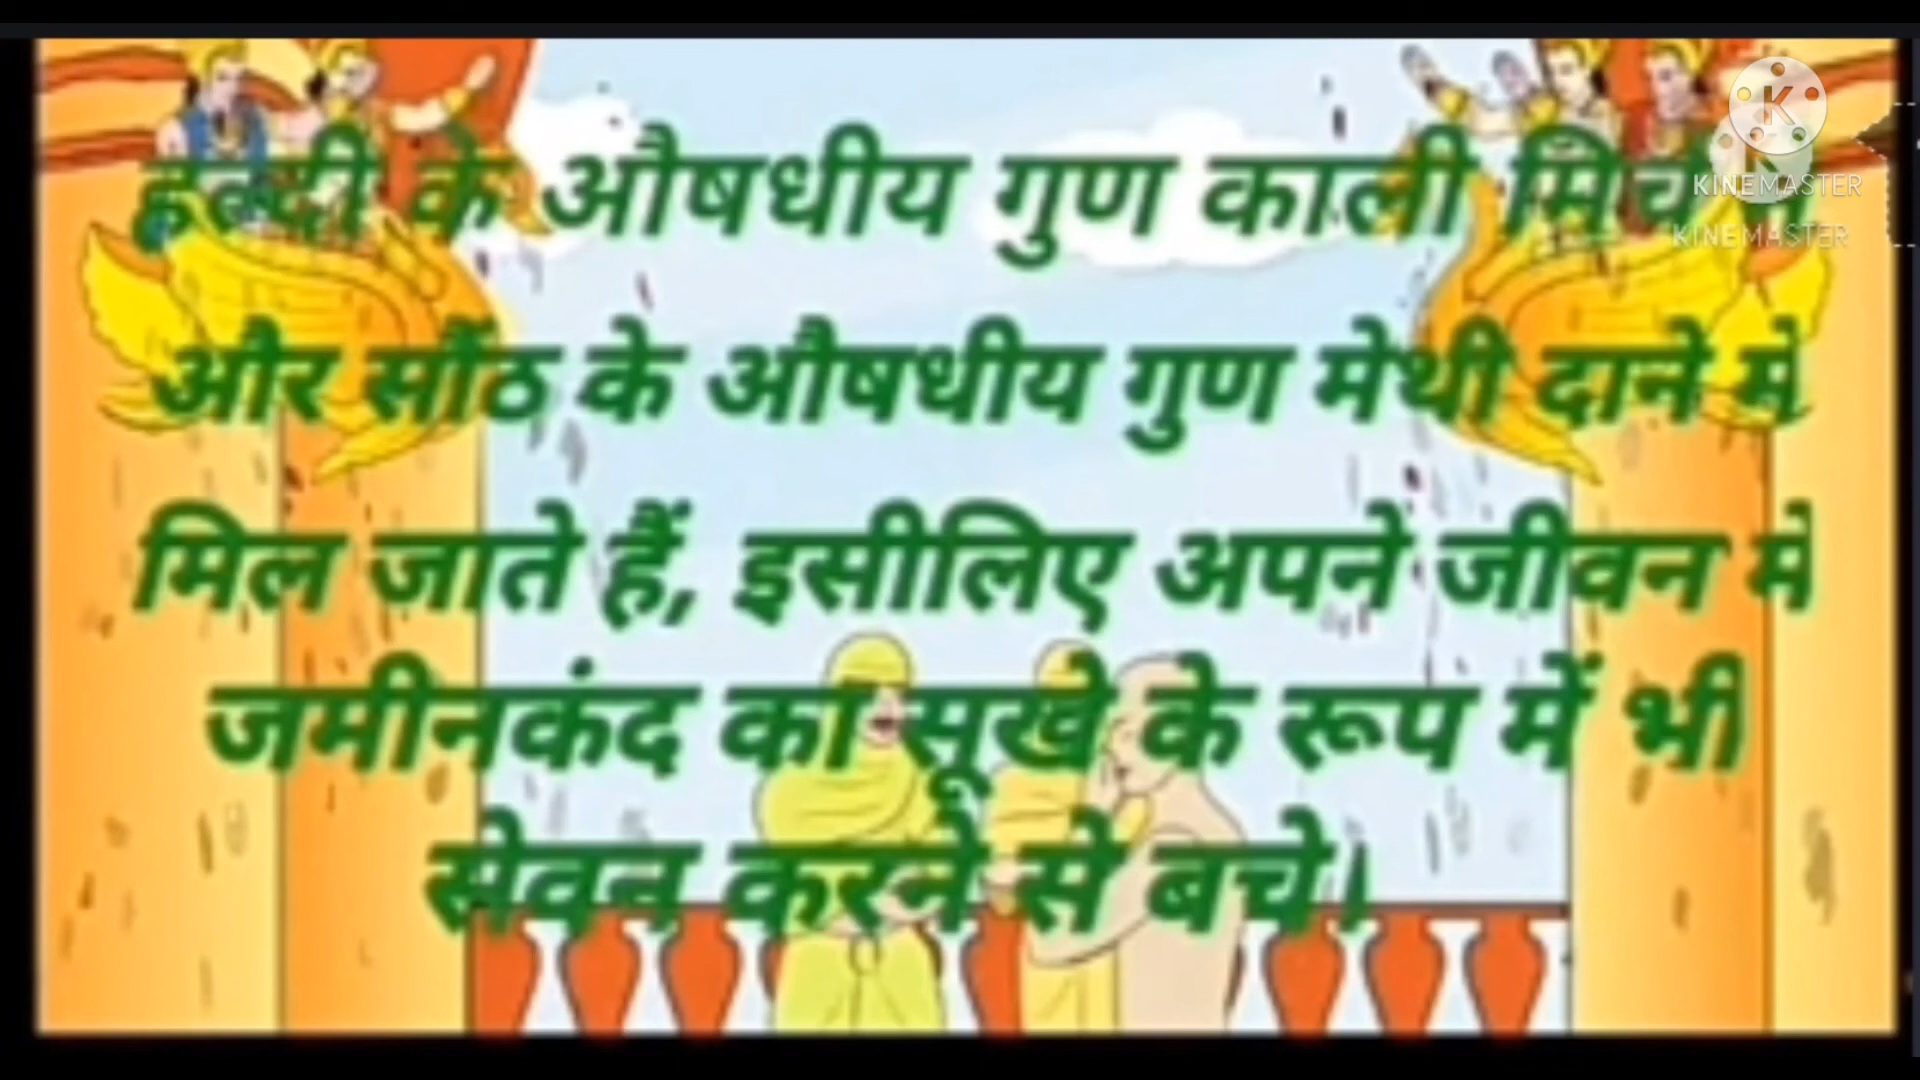 हल्दी के औषधीय गुण काली मिर्च
और सौंठ के औषधीय गुण मेथी दाने मे
मिल जाते हैं, इसीलिए अपने जीवन मे
जमीनकंद का सूखे के रूप में भी
सेवन करने से बचे।
KINEMASTER
KINEMASTER